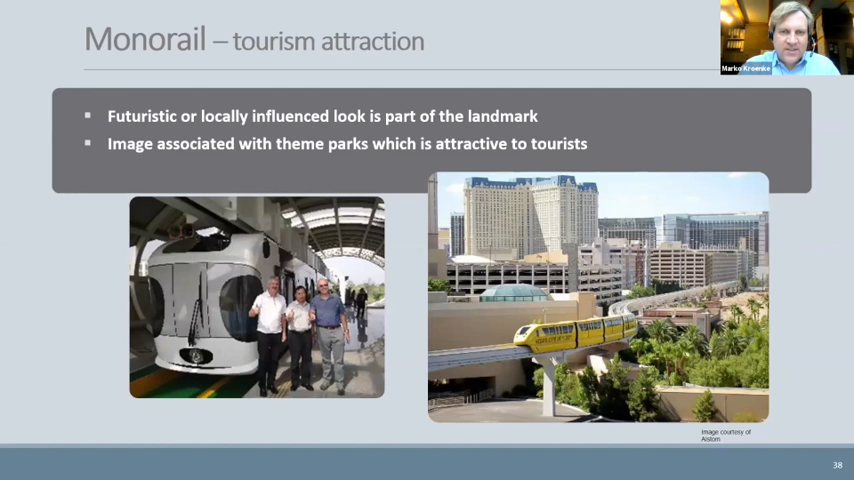 Monorail – tourism attraction
Marko Kroenke
▪ Futuristic or locally influenced look is part of the landmark
▪ Image associated with theme parks which is attractive to tourists
Image courtesy of
Alstom
38